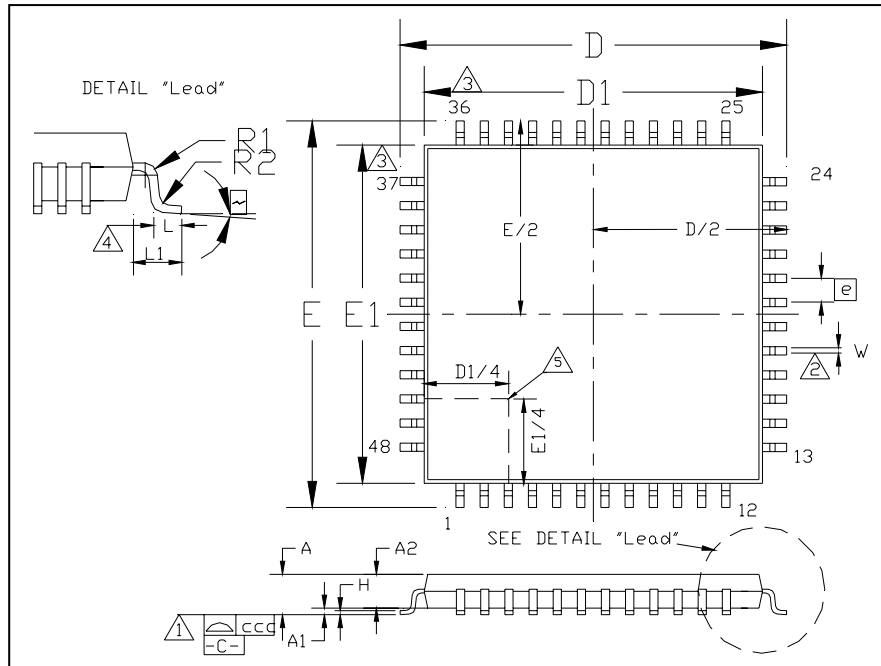 D
DETAIL "Lead"
3
D1
36
25
R1
R2
3
37
24
E/2
D/2
4
L
L1
e
E
E1
W
2
D1/4
5
E1/4
48
13
1
12
SEE DETAIL "Lead"
A
A2
H
1
ccc
A1
-C-